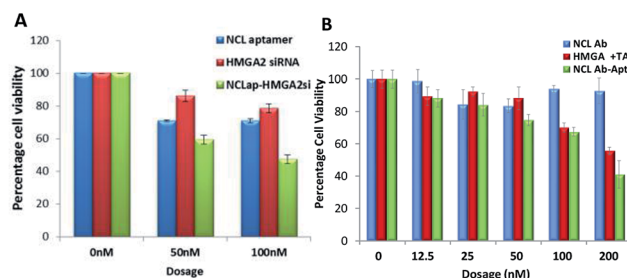 A
NCL aptamer
HMGA2 siRNA
NCLap-HMGA2si
Percentage cell viability
120
100
80
60
40
20
0
0nM
50nM
100nM
Dosage
B
NCL Ab
HMGA +TA
NCL Ab-Apt
Percentage Cell Viability
120
100
80
60
40
20
0
0
12.5
25
50
100
200
Dosage (nM)